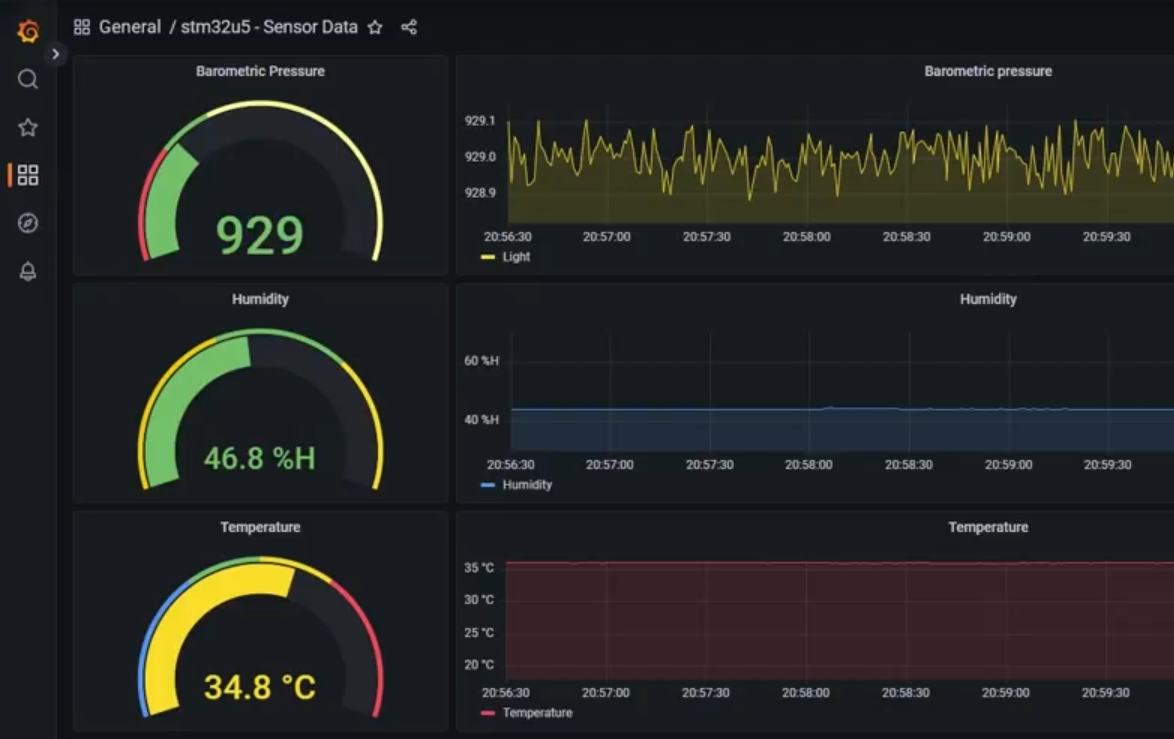 General / stm32u5 - Sensor Data
Barometric Pressure
929
Barometric pressure
929.1
929.0
928.9
20:56:30 20:57:00 20:57:30 20:58:00 20:58:30 20:59:00 20:59:30
Light
Humidity
46.8 %H
Humidity
60 %H
40 %H
20:56:30 20:57:00 20:57:30 20:58:00 20:58:30 20:59:00 20:59:30
Humidity
Temperature
34.8 °C
Temperature
35 °C
30 °C
25 °C
20 °C
20:56:30 20:57:00 20:57:30 20:58:00 20:58:30 20:59:00 20:59:30
Temperature